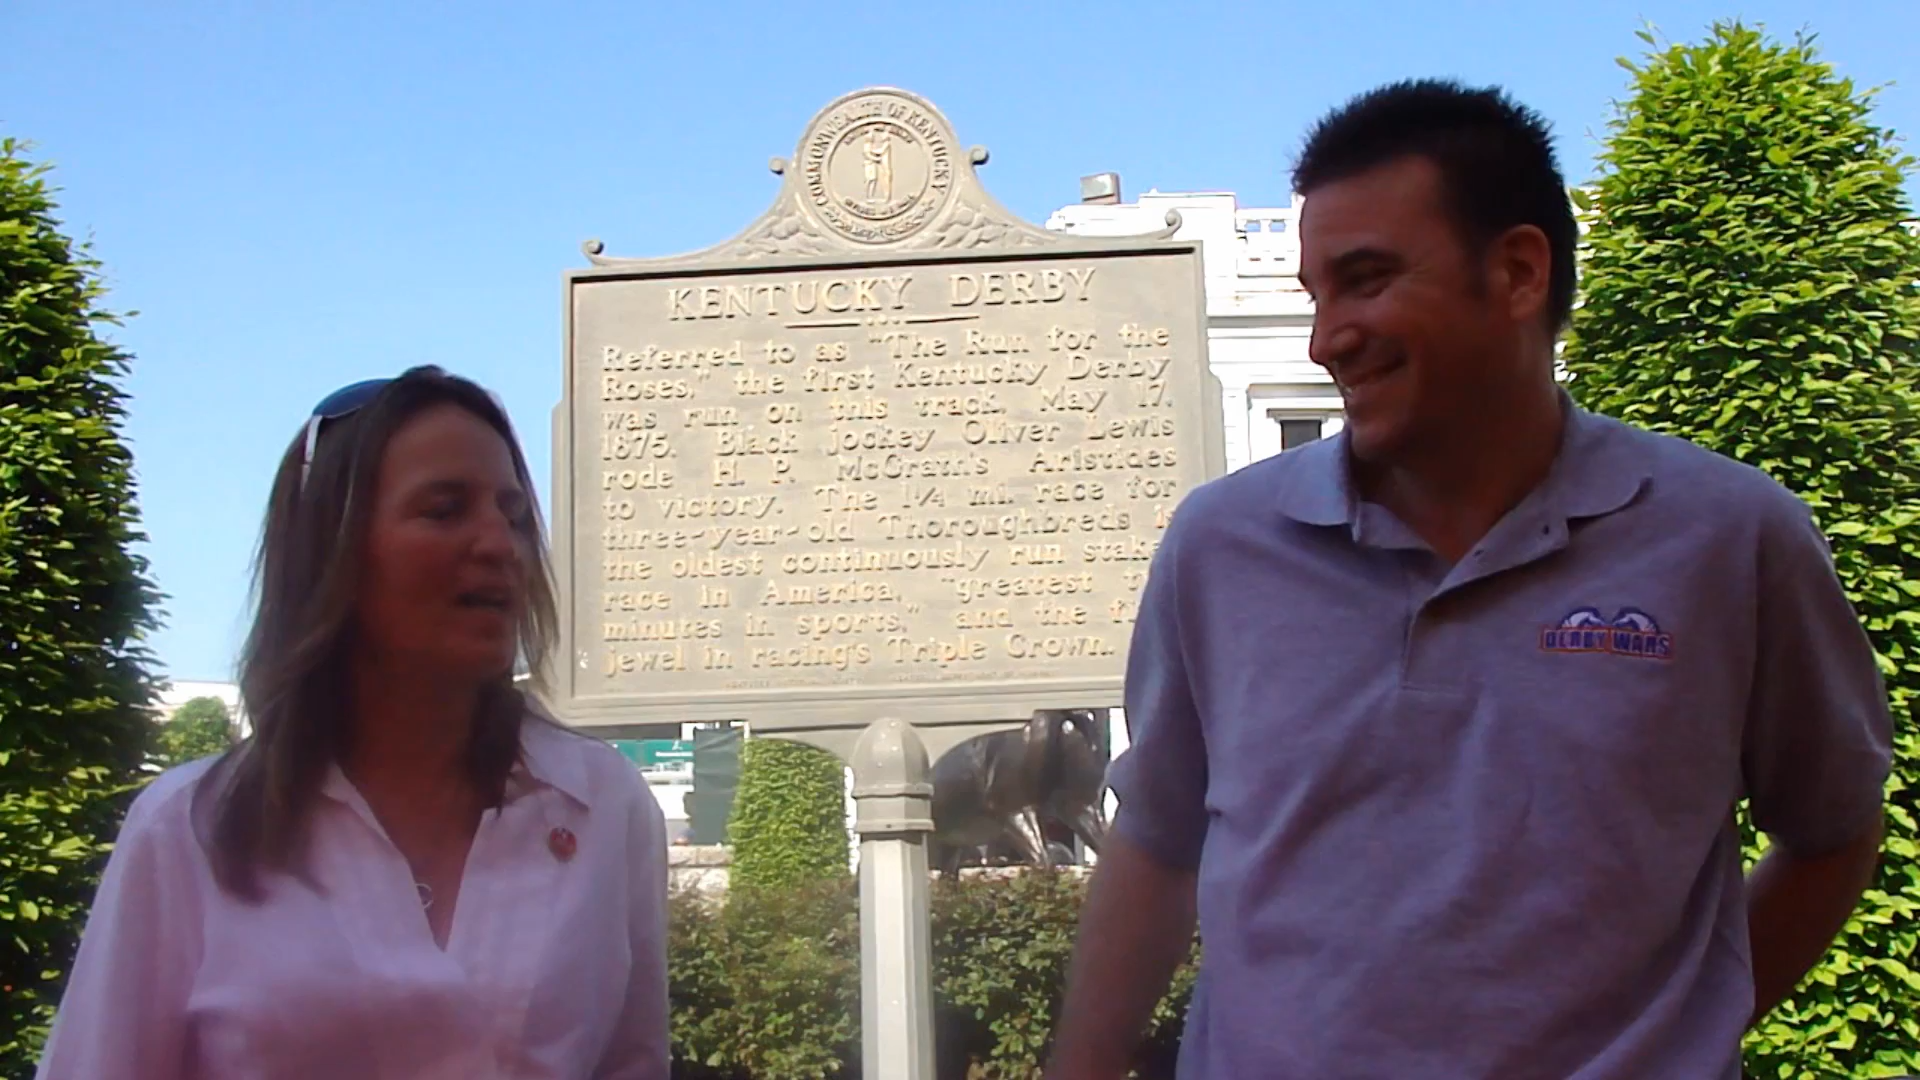 COMMONWEALTH OF KENTUCKY
KENTUCKY DERBY
Referred to as "The Run for the
Roses," the first Kentucky Derby
was run on this track, May 17,
1875. Black jockey Oliver Lewis
rode H. P. McGrath's Aristides
to victory. The 1¼ mi. race for
three-year-old Thoroughbreds
the oldest continuously run
race in America, "greatest
minutes in sports," and the
jewel in racing's Triple Crown.
DERBY WARS